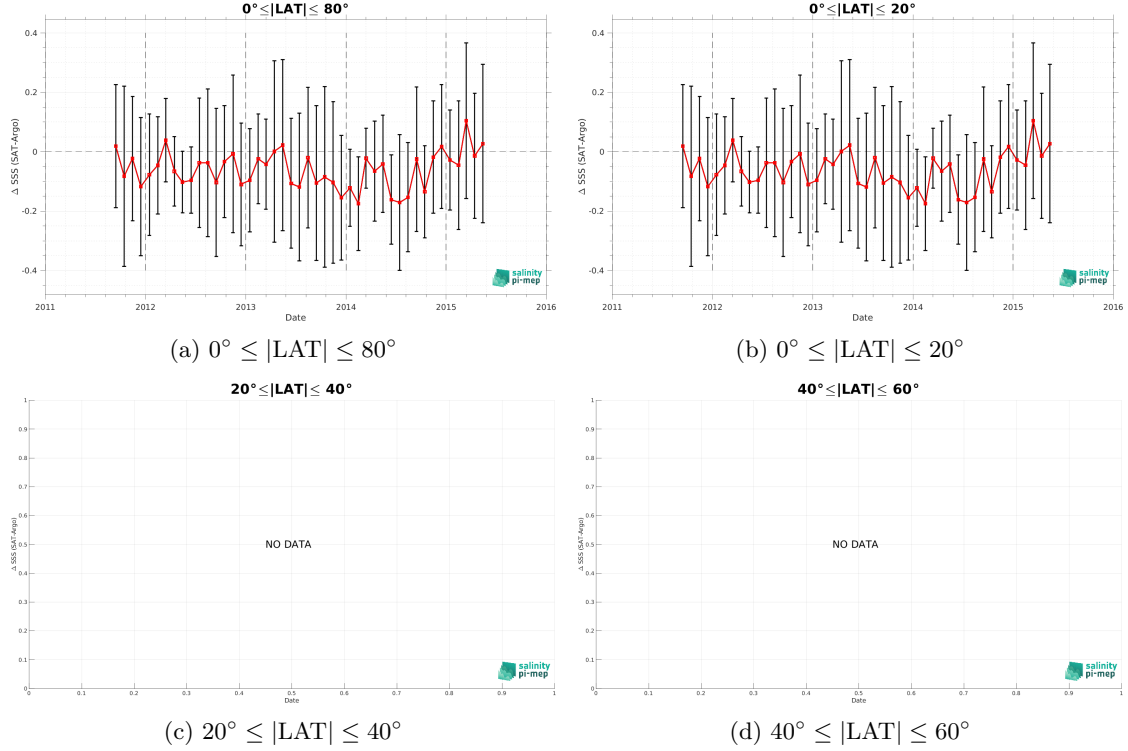 0°≤|LAT|≤ 80°
0.4
0.2
0
-0.2
-0.4
Δ SSS (SAT-Argo)
2011 2012 2013 2014 2015 2016
Date
salinity
pi-mep
(a) 0° ≤ |LAT| ≤ 80°
0°≤|LAT|≤ 20°
0.4
0.2
0
-0.2
-0.4
Δ SSS (SAT-Argo)
2011 2012 2013 2014 2015 2016
Date
salinity
pi-mep
(b) 0° ≤ |LAT| ≤ 20°
20°≤|LAT|≤ 40°
1
0.9
0.8
0.7
0.6
0.5
0.4
0.3
0.2
0.1
0
Δ SSS (SAT-Argo)
NO DATA
0 0.1 0.2 0.3 0.4 0.5 0.6 0.7 0.8 0.9 1
Date
salinity
pi-mep
(c) 20° ≤ |LAT| ≤ 40°
40°≤|LAT|≤ 60°
1
0.9
0.8
0.7
0.6
0.5
0.4
0.3
0.2
0.1
0
Δ SSS (SAT-Argo)
NO DATA
0 0.1 0.2 0.3 0.4 0.5 0.6 0.7 0.8 0.9 1
Date
salinity
pi-mep
(d) 40° ≤ |LAT| ≤ 60°